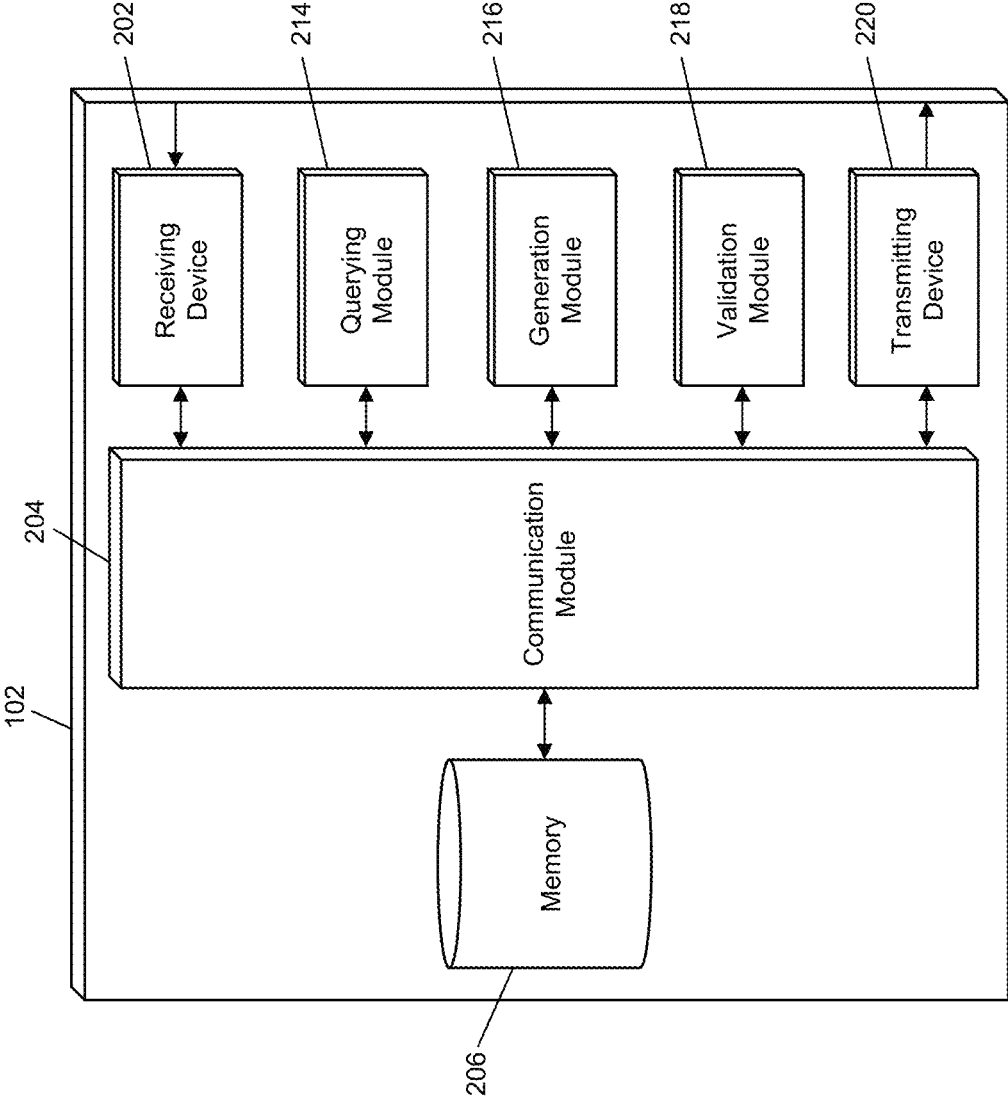 102
204
206
Memory
Communication
Module
Receiving
Device
202
Querying
Module
214
Generation
Module
216
Validation
Module
218
Transmitting
Device
220